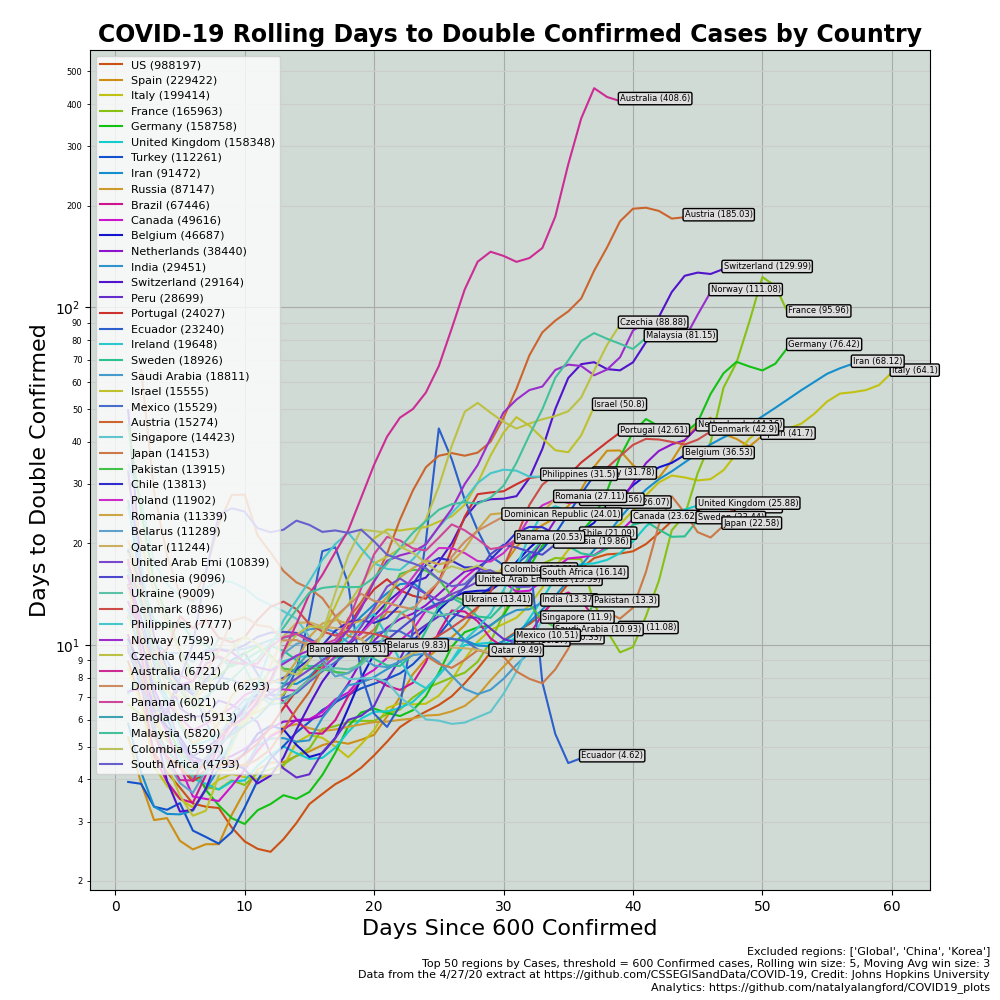 COVID-19 Rolling Days to Double Confirmed Cases by Country
US (988197)
Spain (229422)
Italy (199414)
France (165963)
Germany (158758)
United Kingdom (158348)
Turkey (112261)
Iran (91472)
Russia (87147)
Brazil (67446)
Canada (49616)
Belgium (46687)
Netherlands (38440)
India (29451)
Switzerland (29164)
Peru (28699)
Portugal (24027)
Ecuador (23240)
Ireland (19648)
Sweden (18926)
Saudi Arabia (18811)
Israel (15555)
Mexico (15529)
Austria (15274)
Singapore (14423)
Japan (14153)
Pakistan (13915)
Chile (13813)
Poland (11902)
Romania (11339)
Belarus (11289)
Qatar (11244)
United Arab Emi (10839)
Indonesia (9096)
Ukraine (9009)
Denmark (8896)
Philippines (7777)
Norway (7599)
Czechia (7445)
Australia (6721)
Dominican Repub (6293)
Panama (6021)
Bangladesh (5913)
Malaysia (5820)
Colombia (5597)
South Africa (4793)
Days to Double Confirmed
500
400
300
200
10²
90
80
70
60
50
40
30
20
10¹
9
8
7
6
5
4
3
2
Australia (408.6)
Austria (185.03)
Switzerland (129.99)
Norway (111.08)
France (95.96)
Czechia (88.88)
Malaysia (81.15)
Germany (76.42)
Iran (68.12)
Italy (64.1)
Israel (50.8)
Portugal (42.61)
Denmark (42.9)
(41.7)
Belgium (36.53)
Philippines (31.5)
(31.78)
Romania (27.11)
26.07)
United Kingdom (25.88)
Dominican Republic (24.01)
Canada (23.62
Japan (22.58)
Panama (20.53)
(19.86)
Colombia
South Africa (16.14)
United Arab Emirates
Ukraine (13.41)
India (13.37
Pakistan (13.3)
Singapore (11.9)
Arabia (10.93)
(11.08)
Mexico (10.51)
Bangladesh (9.51)
Belarus (9.83)
Qatar (9.49)
Ecuador (4.62)
0 10 20 30 40 50 60
Days Since 600 Confirmed
Excluded regions: ['Global', 'China', 'Korea']
Top 50 regions by Cases, threshold = 600 Confirmed cases, Rolling win size: 5, Moving Avg win size: 3
Data from the 4/27/20 extract at https://github.com/CSSEGISandData/COVID-19, Credit: Johns Hopkins University
Analytics: https://github.com/natalyalangford/COVID19_plots